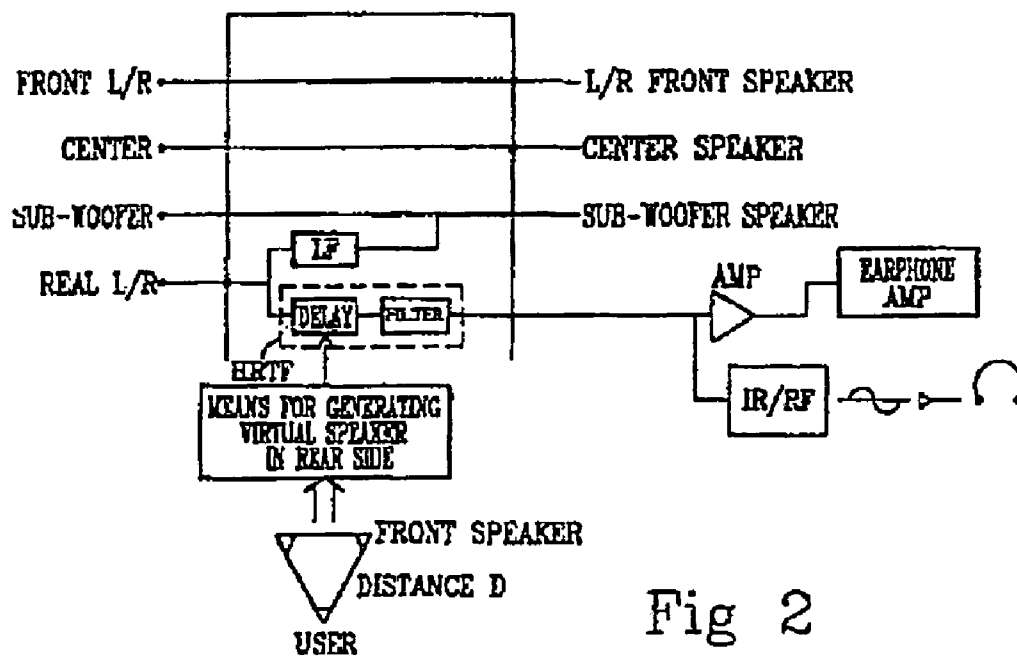 FRONT L/R
L/R FRONT SPEAKER
CENTER
CENTER SPEAKER
SUB-WOOFER
SUB-WOOFER SPEAKER
LF
REAL L/R
DELAY
FILTER
AMP
EARPHONE
AMP
HRTF
IR/RF
MEANS FOR GENERATING
VIRTUAL SPEAKER
IN REAR SIDE
FRONT SPEAKER
DISTANCE D
USER
Fig 2